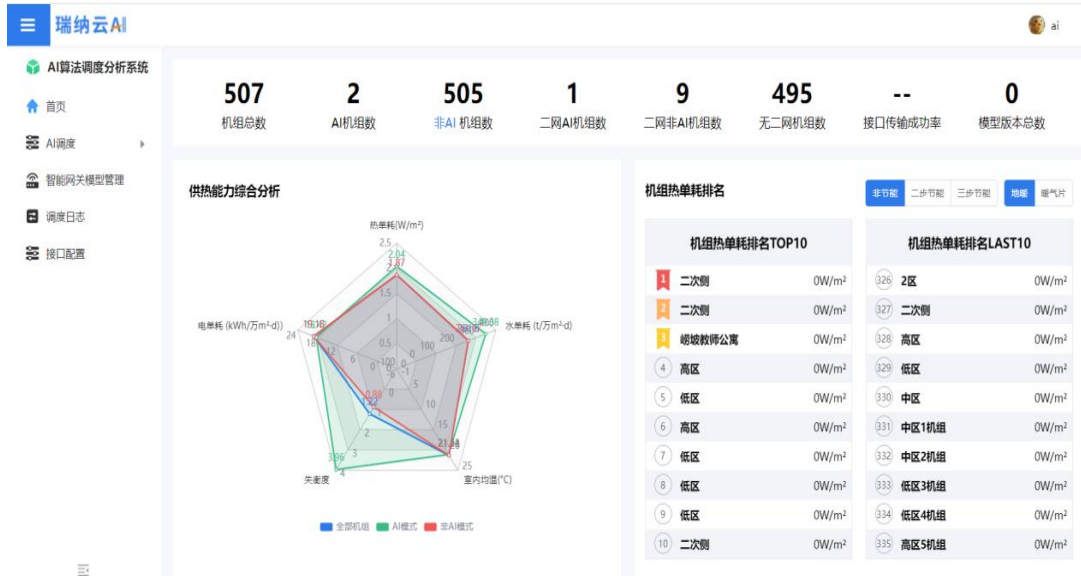 瑞纳云AI
ai
AI算法调度分析系统
首页
AI调度
智能网关模型管理
调度日志
接口配置
507 2 505 1 9 495 -- 0
机组总数 AI机组数 非AI 机组数 二网AI机组数 二网非AI机组数 无二网机组数 接口传输成功率 模型版本总数
供热能力综合分析
热单耗(W/m²)
2.5
2.04
1.87
1.5
1
0.5
电单耗 (kWh/万m²·d))
24
18
12
6
0
水单耗 (t/万m²·d)
200
100
0
-100
室内均温(°C)
25
15
10
5
失衡度
4
3.96
3
2
1.22
0.88
0
全部机组 AI模式 非AI模式
机组热单耗排名
非节能 二步节能 三步节能 地暖 暖气片
机组热单耗排名TOP10
1 二次侧 0W/m²
2 二次侧 0W/m²
3 崂坡教师公寓 0W/m²
4 高区 0W/m²
5 低区 0W/m²
6 高区 0W/m²
7 低区 0W/m²
8 低区 0W/m²
9 低区 0W/m²
10 二次侧 0W/m²
机组热单耗排名LAST10
326 2区 0W/m²
327 二次侧 0W/m²
328 高区 0W/m²
329 低区 0W/m²
330 中区 0W/m²
331 中区1机组 0W/m²
332 中区2机组 0W/m²
333 低区3机组 0W/m²
334 低区4机组 0W/m²
335 高区5机组 0W/m²